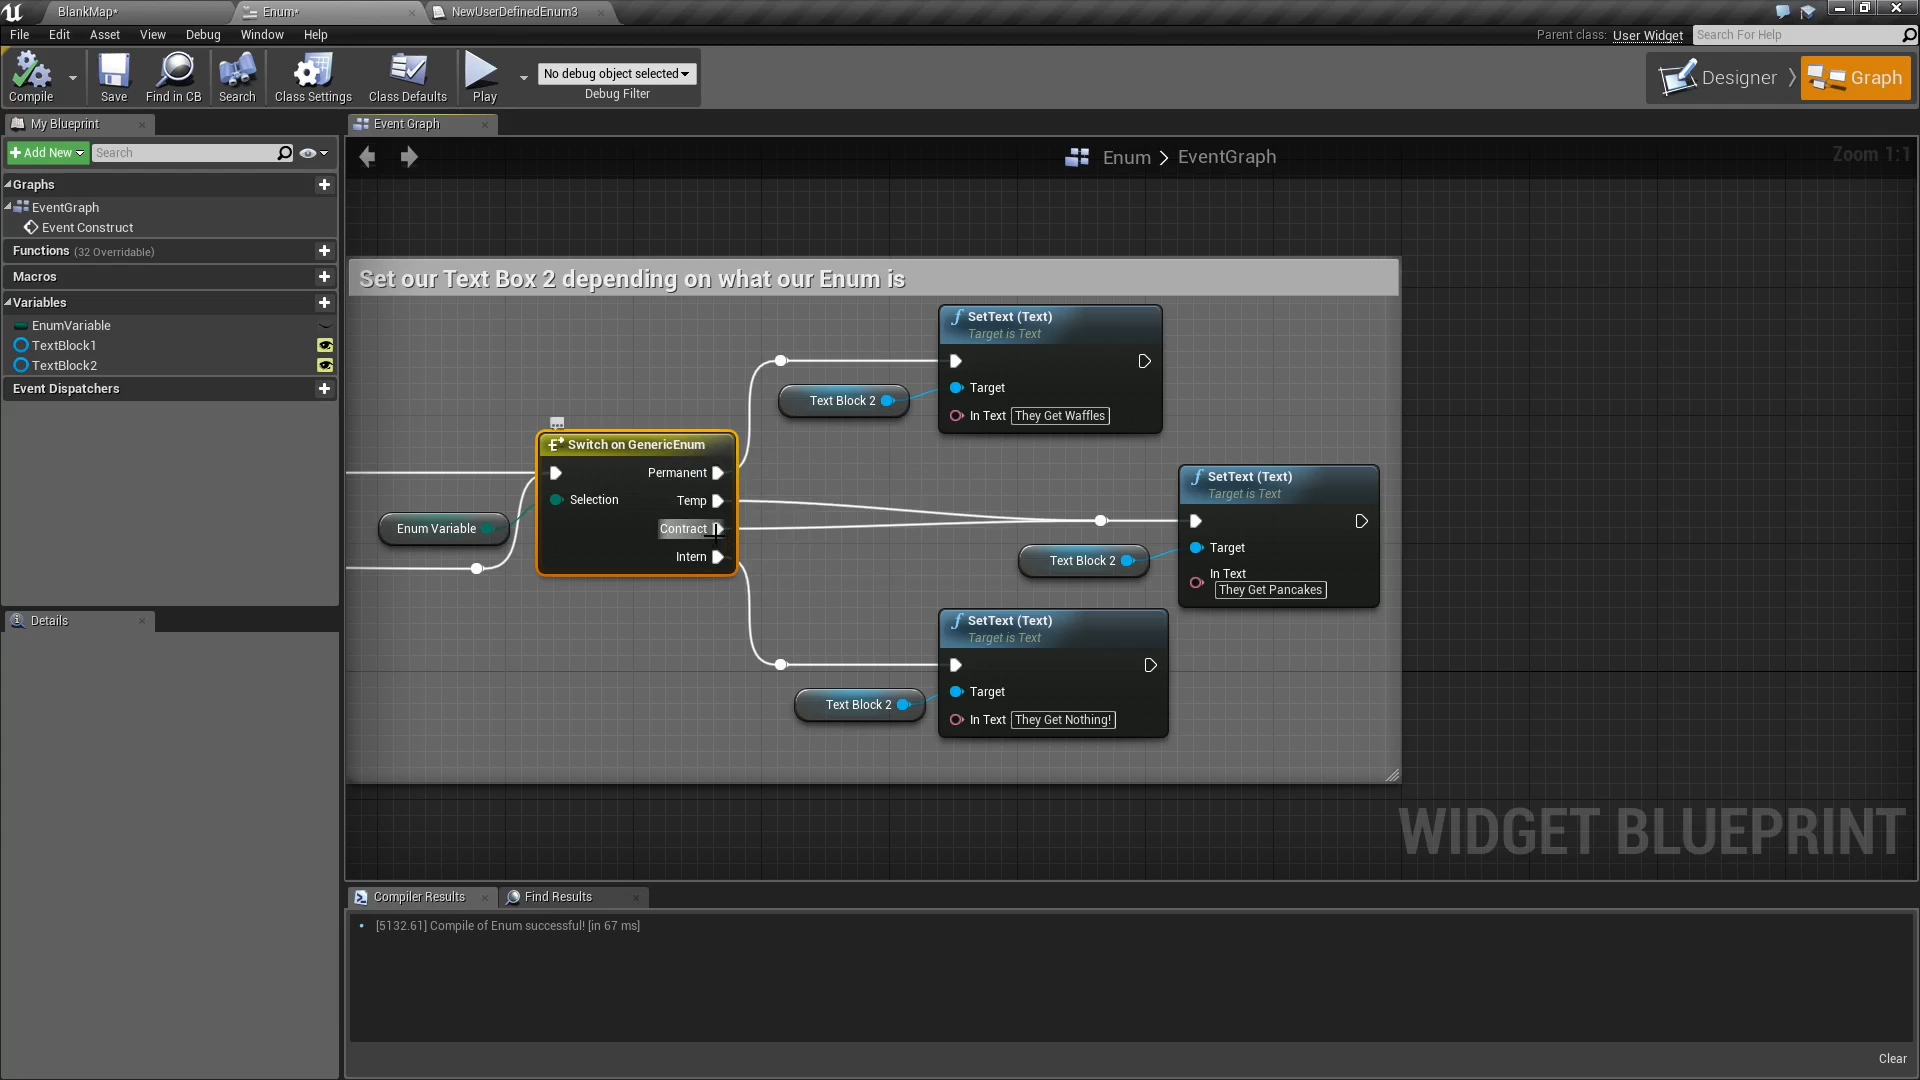 BlankMap*
Enum*
NewUserDefinedEnum3
File Edit Asset View Debug Window Help
Parent class: User Widget
Search For Help
Compile
Save
Find in CB
Search
Class Settings
Class Defaults
Play
No debug object selected
Debug Filter
Designer
Graph
My Blueprint
Event Graph
Add New
Search
Enum > EventGraph
Zoom 1:1
Graphs
EventGraph
Event Construct
Functions (32 Overridable)
Macros
Variables
EnumVariable
TextBlock1
TextBlock2
Event Dispatchers
Details
Set our Text Box 2 depending on what our Enum is
SetText (Text)
Target is Text
Target
In Text They Get Waffles
Text Block 2
Switch on GenericEnum
Permanent
Selection
Temp
Contract
Intern
Enum Variable
SetText (Text)
Target is Text
Target
In Text
They Get Pancakes
Text Block 2
SetText (Text)
Target is Text
Target
In Text They Get Nothing!
Text Block 2
WIDGET BLUEPRINT
Compiler Results
Find Results
[5132.61] Compile of Enum successful! [in 67 ms]
Clear